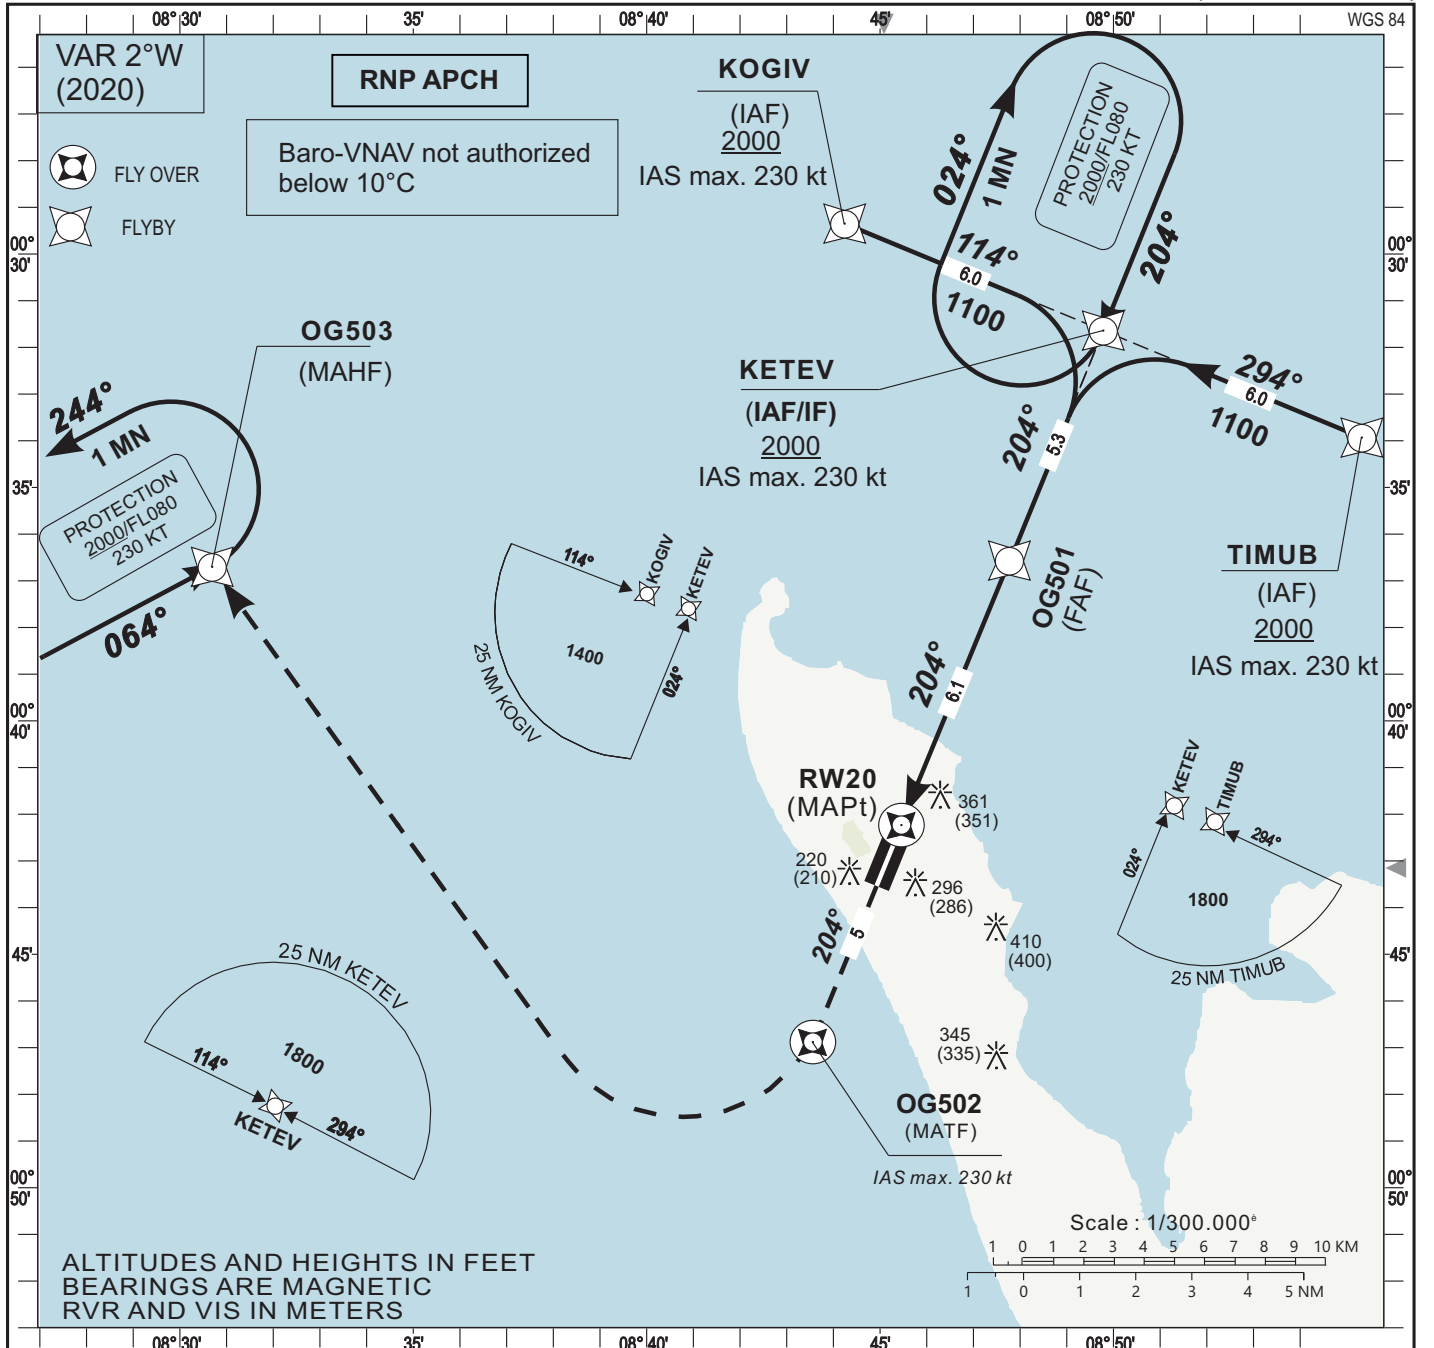 08° 30'
35'
08° 40'
45'
08° 50'
WGS 84
VAR 2°W
(2020)
RNP APCH
Baro-VNAV not authorized
below 10°C
FLY OVER
FLYBY
KOGIV
(IAF)
2000
IAS max. 230 kt
024°
1 MN
PROTECTION
2000/FL080
230 KT
204°
00°
30'
00°
30'
114°
6.0
1100
OG503
(MAHF)
KETEV
(IAF/IF)
2000
IAS max. 230 kt
294°
6.0
1100
244°
1 MN
PROTECTION
2000/FL080
230 KT
064°
204°
5.3
35'
35'
TIMUB
(IAF)
2000
IAS max. 230 kt
OG501
(FAF)
114°
KOGIV
KETEV
1400
024°
25 NM KOGIV
204°
6.1
00°
40'
00°
40'
RW20
(MAPt)
361
(351)
220
(210)
296
(286)
410
(400)
345
(335)
KETEV
TIMUB
024°
294°
1800
25 NM TIMUB
204°
5
45'
45'
25 NM KETEV
1800
114°
294°
KETEV
OG502
(MATF)
IAS max. 230 kt
00°
50'
00°
50'
Scale : 1/300.000è
1 0 1 2 3 4 5 6 7 8 9 10 KM
1 0 1 2 3 4 5 NM
ALTITUDES AND HEIGHTS IN FEET
BEARINGS ARE MAGNETIC
RVR AND VIS IN METERS
08° 30'
35'
08° 40'
45'
08° 50'